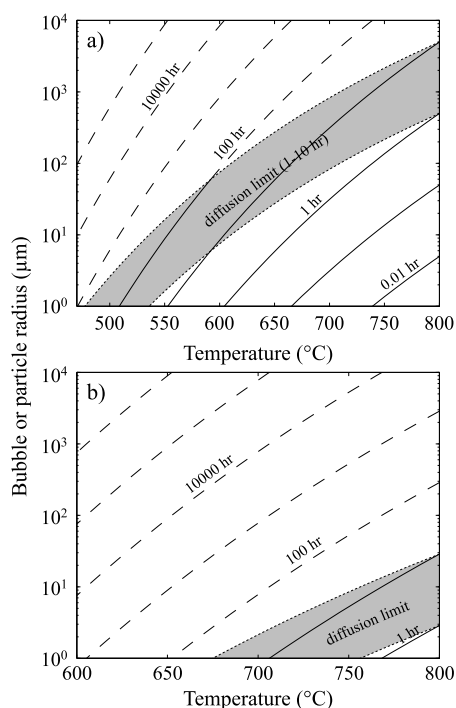 a)
10⁴
10³
10²
10¹
10⁰
10000 hr
100 hr
diffusion limit (1-10 hr)
1 hr
0.01 hr
500 550 600 650 700 750 800
Temperature (°C)
Bubble or particle radius (μm)
b)
10⁴
10³
10²
10¹
10⁰
10000 hr
100 hr
diffusion limit
1 hr
600 650 700 750 800
Temperature (°C)